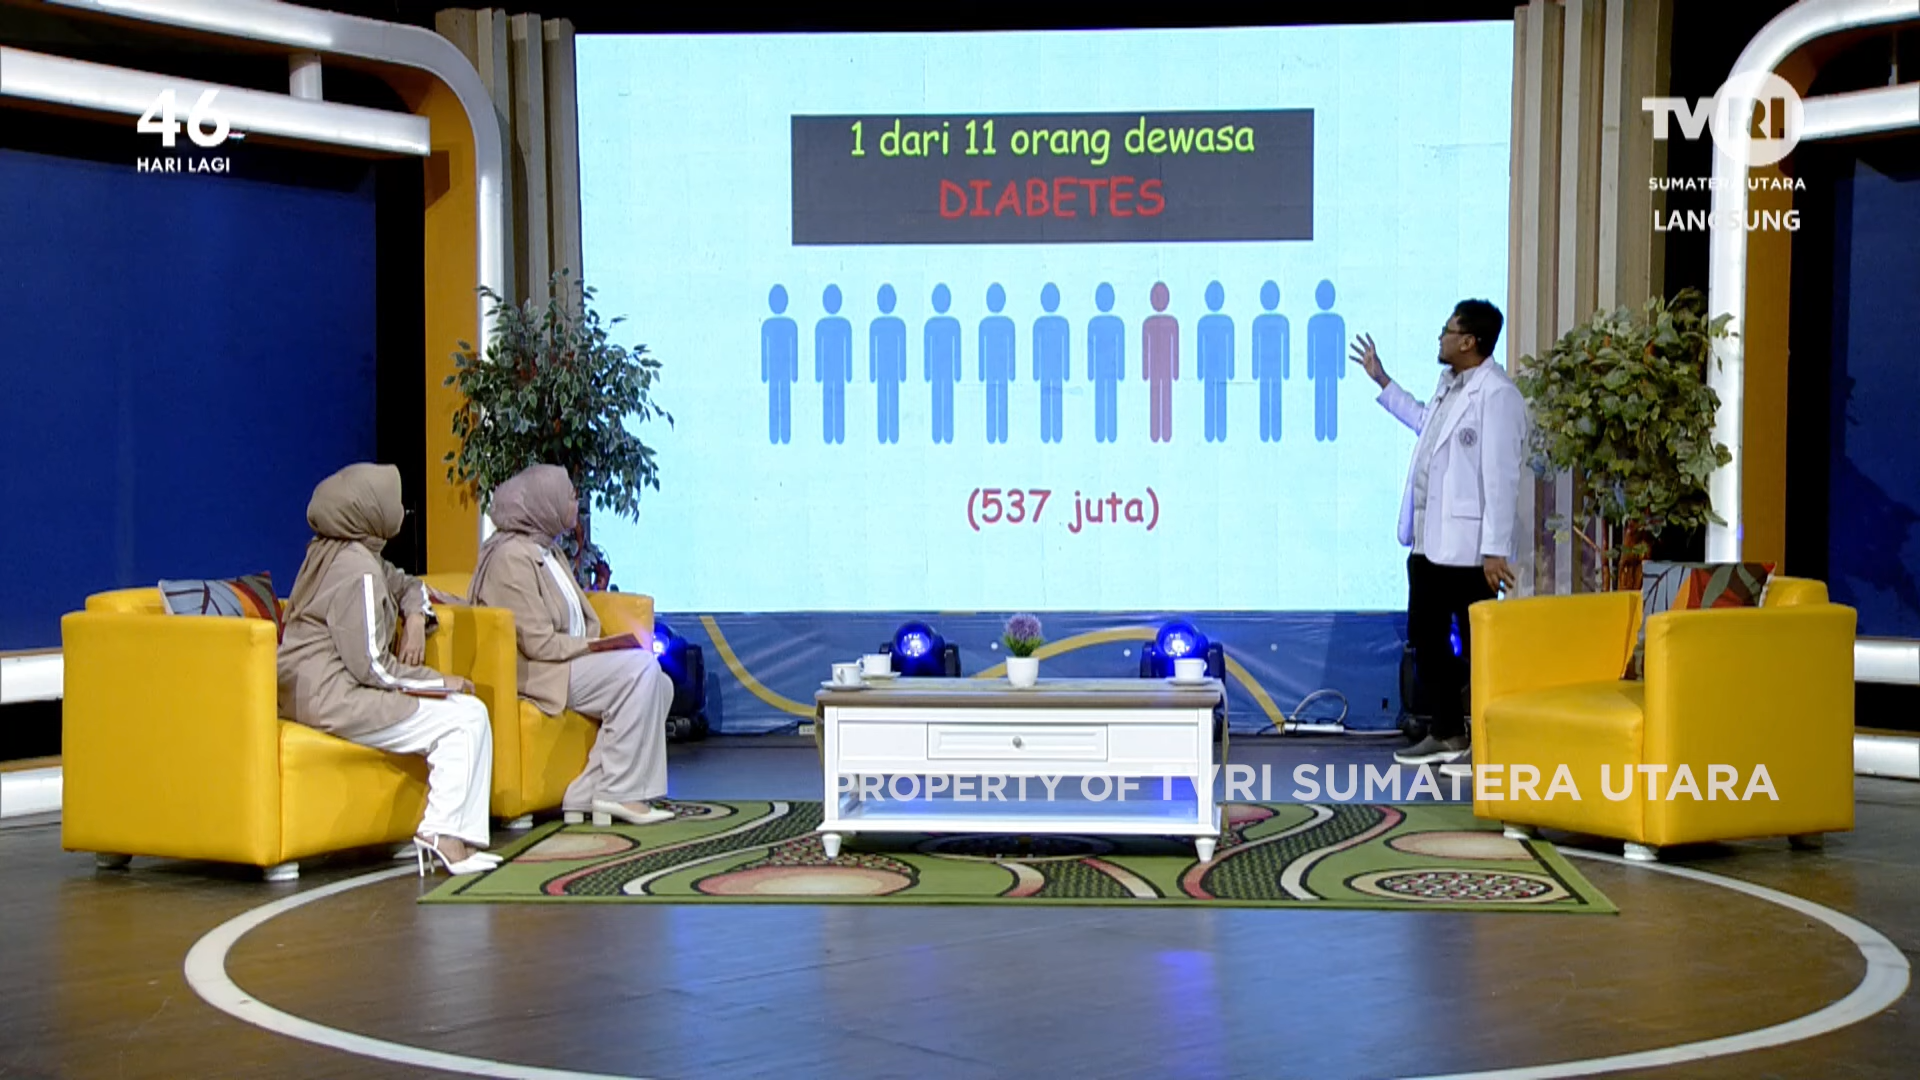 46
HARI LAGI
TVRI
SUMATERA UTARA
LANGSUNG
1 dari 11 orang dewasa
DIABETES
(537 juta)
PROPERTY OF TVRI SUMATERA UTARA